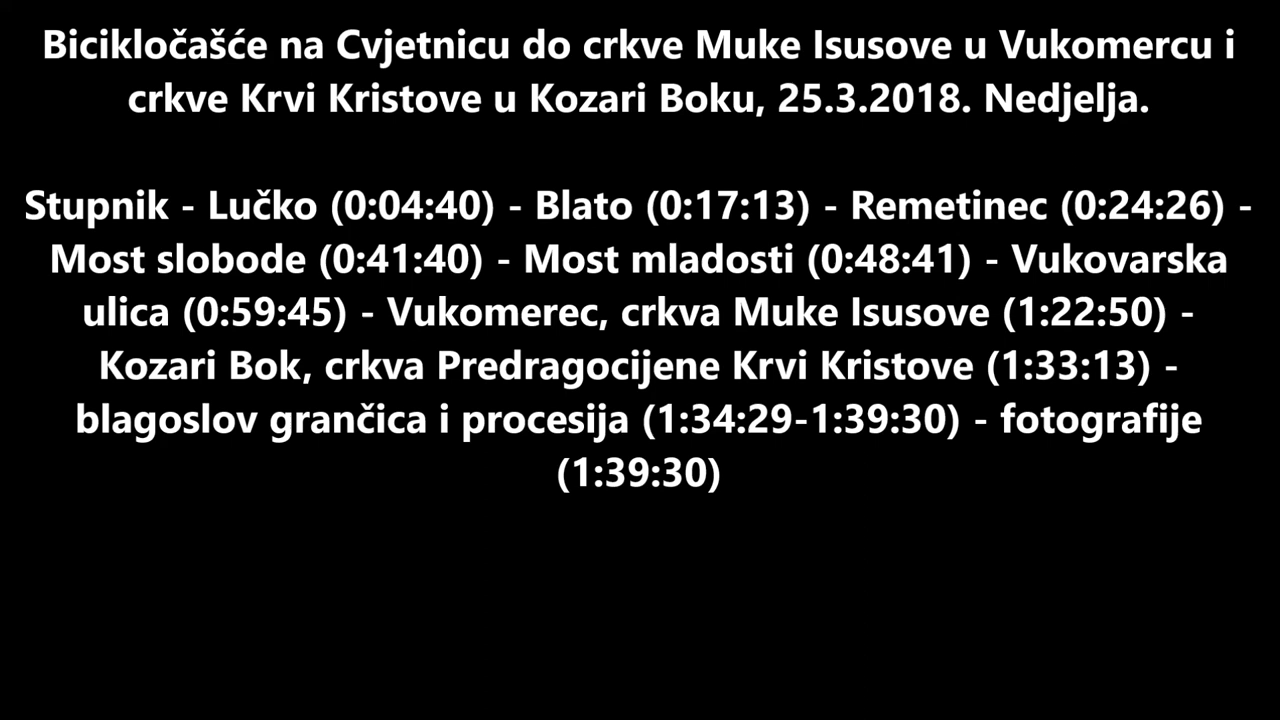 Bicikločašće na Cvjetnicu do crkve Muke Isusove u Vukomercu i
crkve Krvi Kristove u Kozari Boku, 25.3.2018. Nedjelja.
Stupnik - Lučko (0:04:40) - Blato (0:17:13) - Remetinec (0:24:26) -
Most slobode (0:41:40) - Most mladosti (0:48:41) - Vukovarska
ulica (0:59:45) - Vukomerec, crkva Muke Isusove (1:22:50) -
Kozari Bok, crkva Predragocijene Krvi Kristove (1:33:13) -
blagoslov grančica i procesija (1:34:29-1:39:30) - fotografije
(1:39:30)